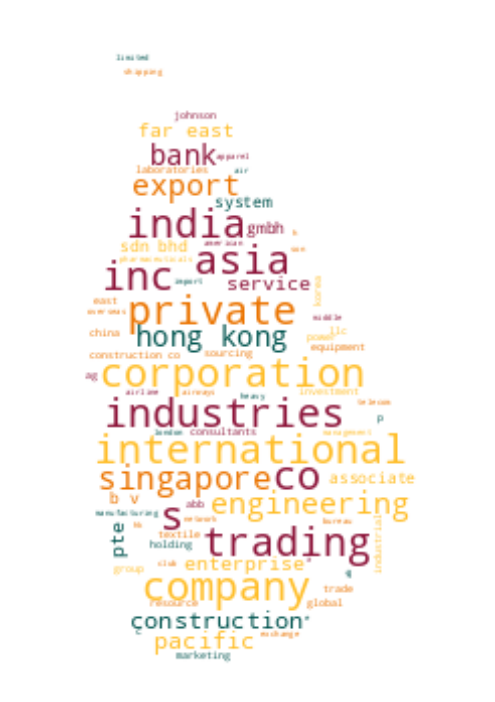 limited
shipping
johnson
far east
bank
apparel
laboratories
air
export
system
india
gmbh
american
sdn bhd
asia
pharmaceuticals
inc
import
service
korea
east
overseas
private
middle
china
hong kong
llc
power
equipment
construction co
sourcing
ag
corporation
airline
airways
heavy
investment
telecom
industries
p
london
consultants
management
international
singapore
co
associate
b v
abb
engineering
manufacturing
s
network
bureau
pte
textile
trading
industrial
holding
group
club
enterprise
company
trade
resource
global
construction
exchange
pacific
marketing